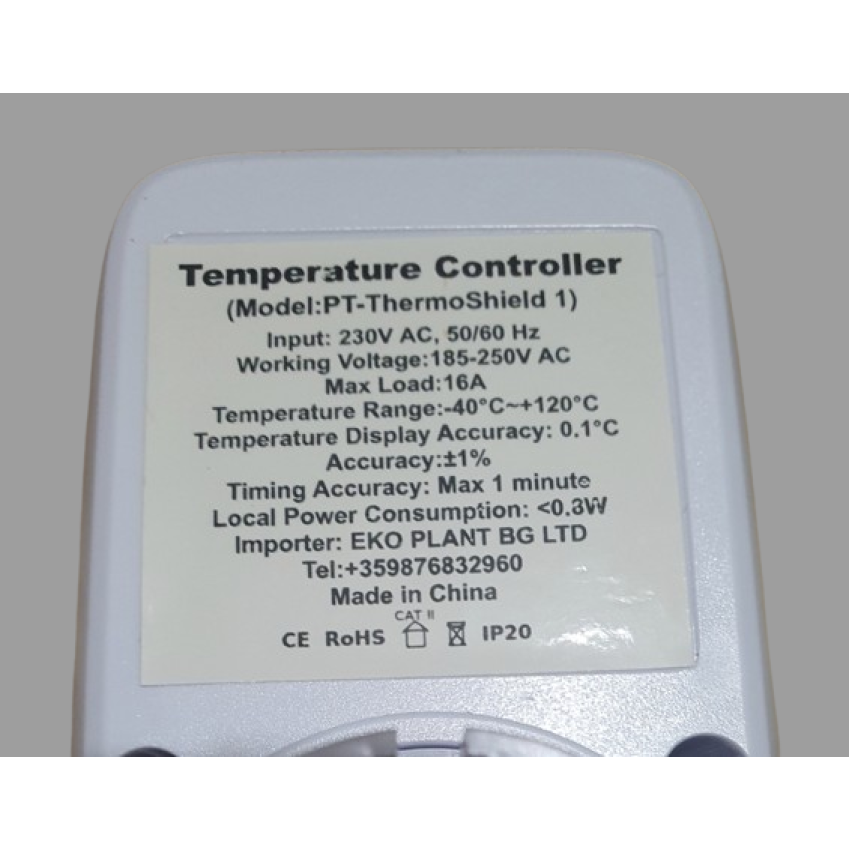 Temperature Controller
(Model:PT-ThermoShield 1)
Input: 230V AC, 50/60 Hz
Working Voltage:185-250V AC
Max Load:16A
Temperature Range:-40°C~+120°C
Temperature Display Accuracy: 0.1°C
Accuracy:±1%
Timing Accuracy: Max 1 minute
Local Power Consumption: <0.3W
Importer: EKO PLANT BG LTD
Tel:+359876832960
Made in China
CAT II
CE RoHS IP20